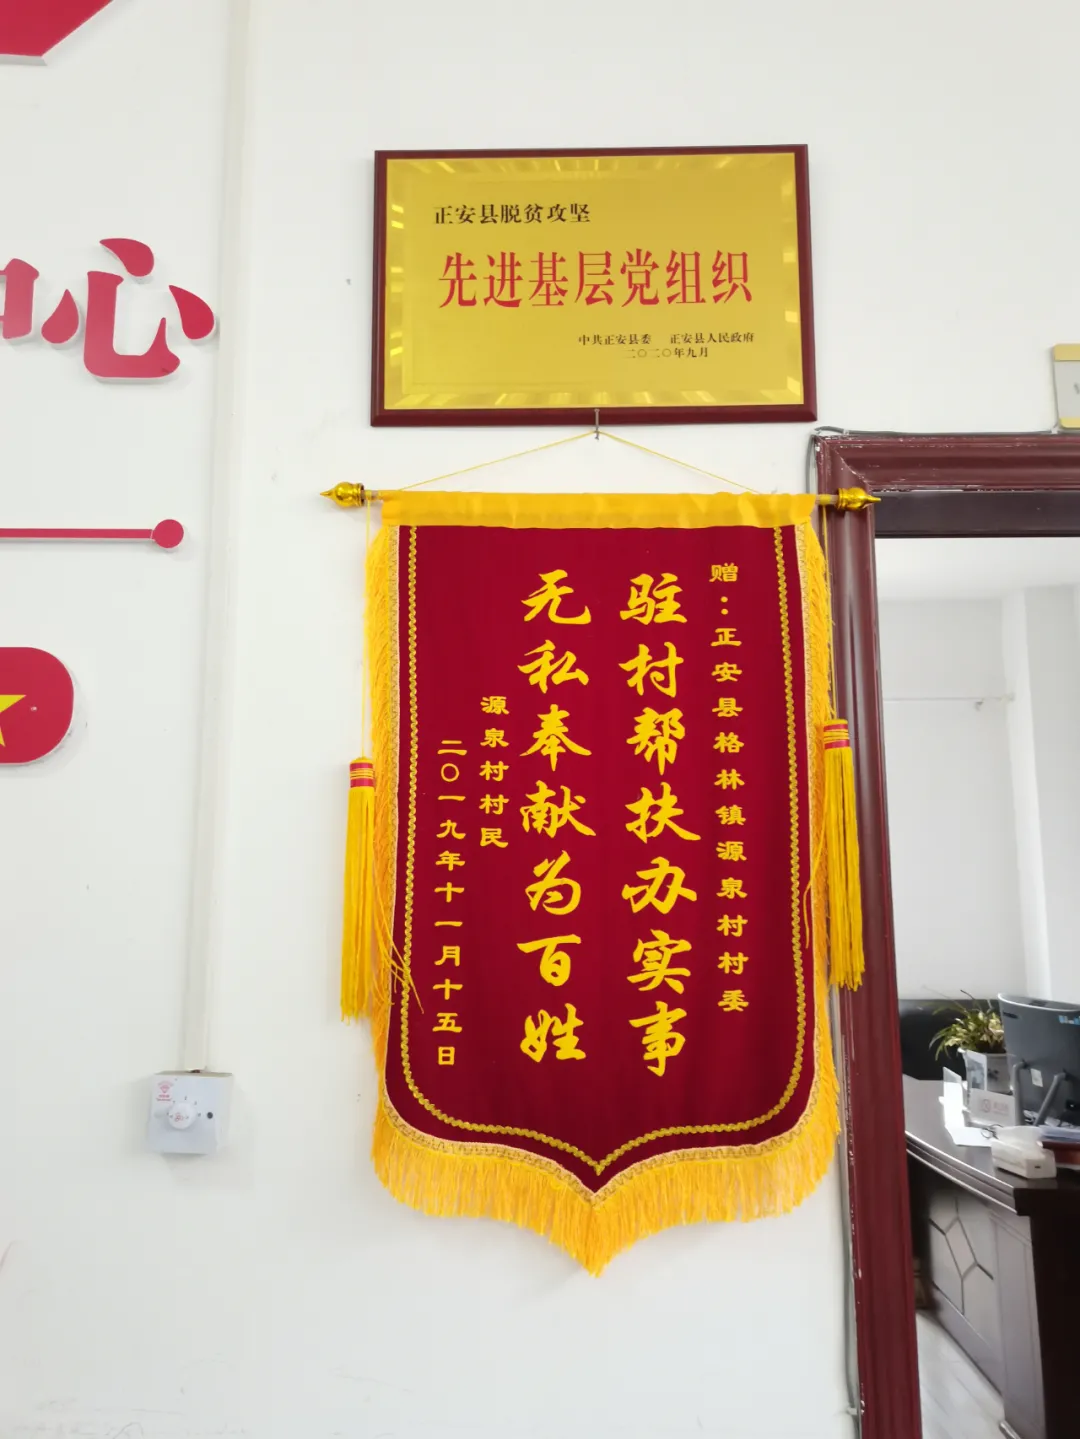 中心
正安县脱贫攻坚
先进基层党组织
中共正安县委 正安县人民政府
二〇二〇年九月
赠：正安县格林镇源泉村村委
驻村帮扶办实事
无私奉献为百姓
源泉村村民
二〇一九年十一月十五日